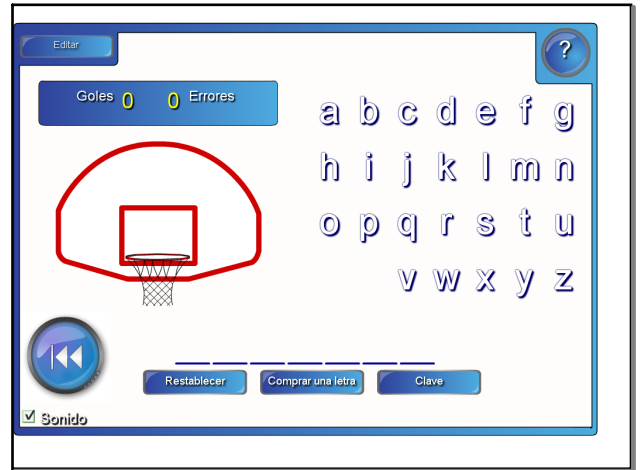 Editar
?
Goles 0 0 Errores
a b c d e f g
h i j k l m n
o p q r s t u
v w x y z
Restablecer Comprar una letra Clave
Sonido